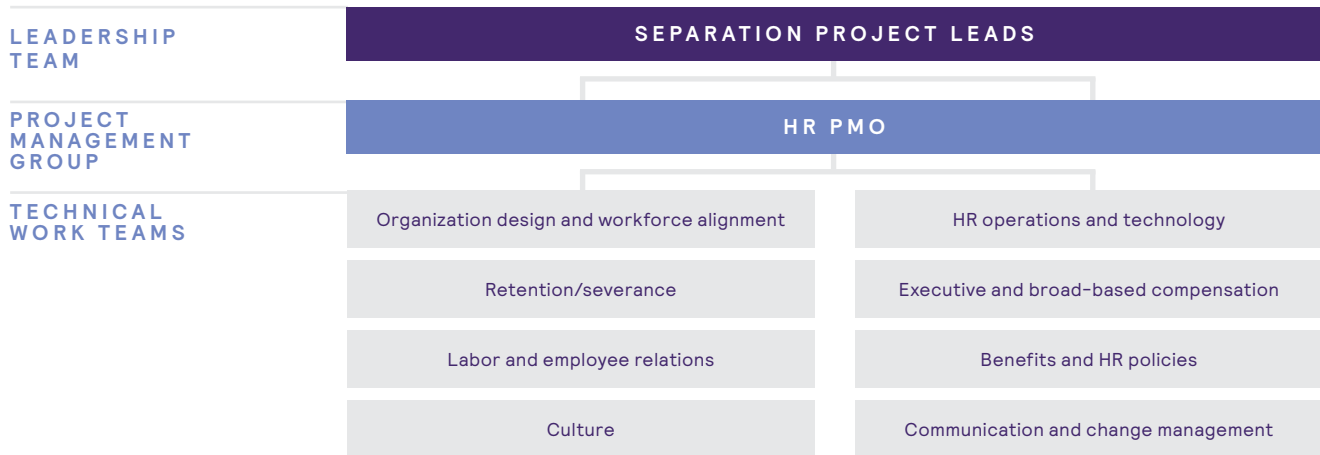 LEADERSHIP
TEAM
SEPARATION PROJECT LEADS
PROJECT
MANAGEMENT
GROUP
HR PMO
TECHNICAL
WORK TEAMS
Organization design and workforce alignment
HR operations and technology
Retention/severance
Executive and broad-based compensation
Labor and employee relations
Benefits and HR policies
Culture
Communication and change management